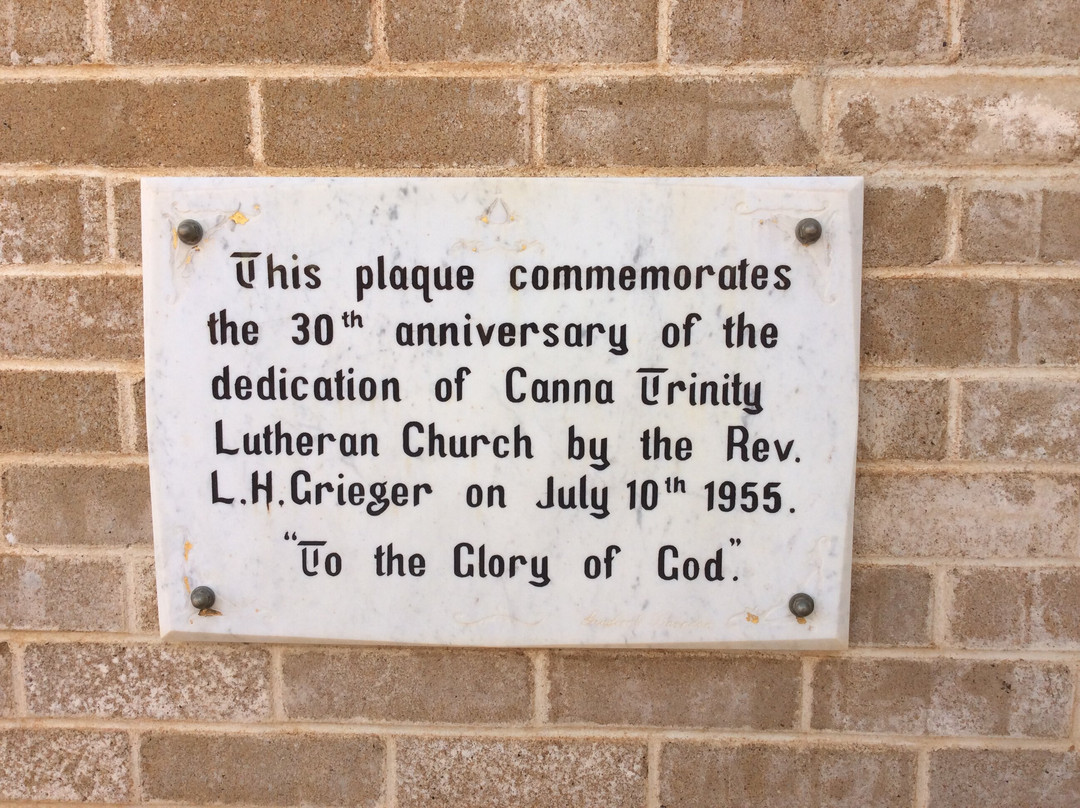 This plaque commemorates
the 30th anniversary of the
dedication of Canna Trinity
Lutheran Church by the Rev.
L.H.Grieger on July 10th 1955.
"To the Glory of God".